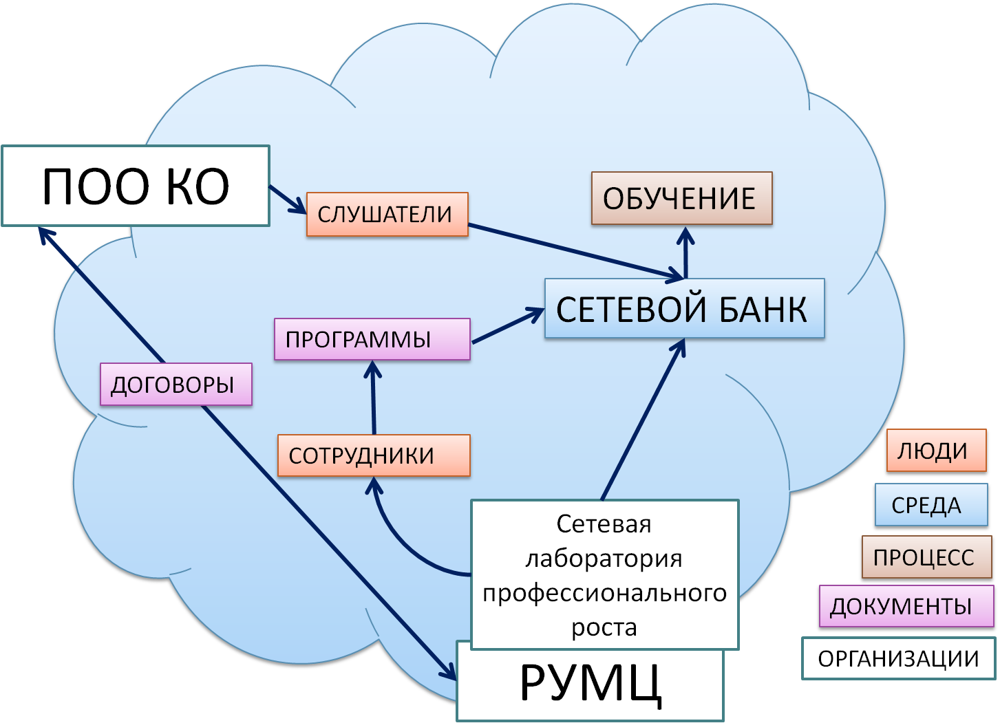 ПОО КО
СЛУШАТЕЛИ
ОБУЧЕНИЕ
СЕТЕВОЙ БАНК
ПРОГРАММЫ
ДОГОВОРЫ
СОТРУДНИКИ
Сетевая
лаборатория
профессионального
роста
РУМЦ
ЛЮДИ
СРЕДА
ПРОЦЕСС
ДОКУМЕНТЫ
ОРГАНИЗАЦИИ